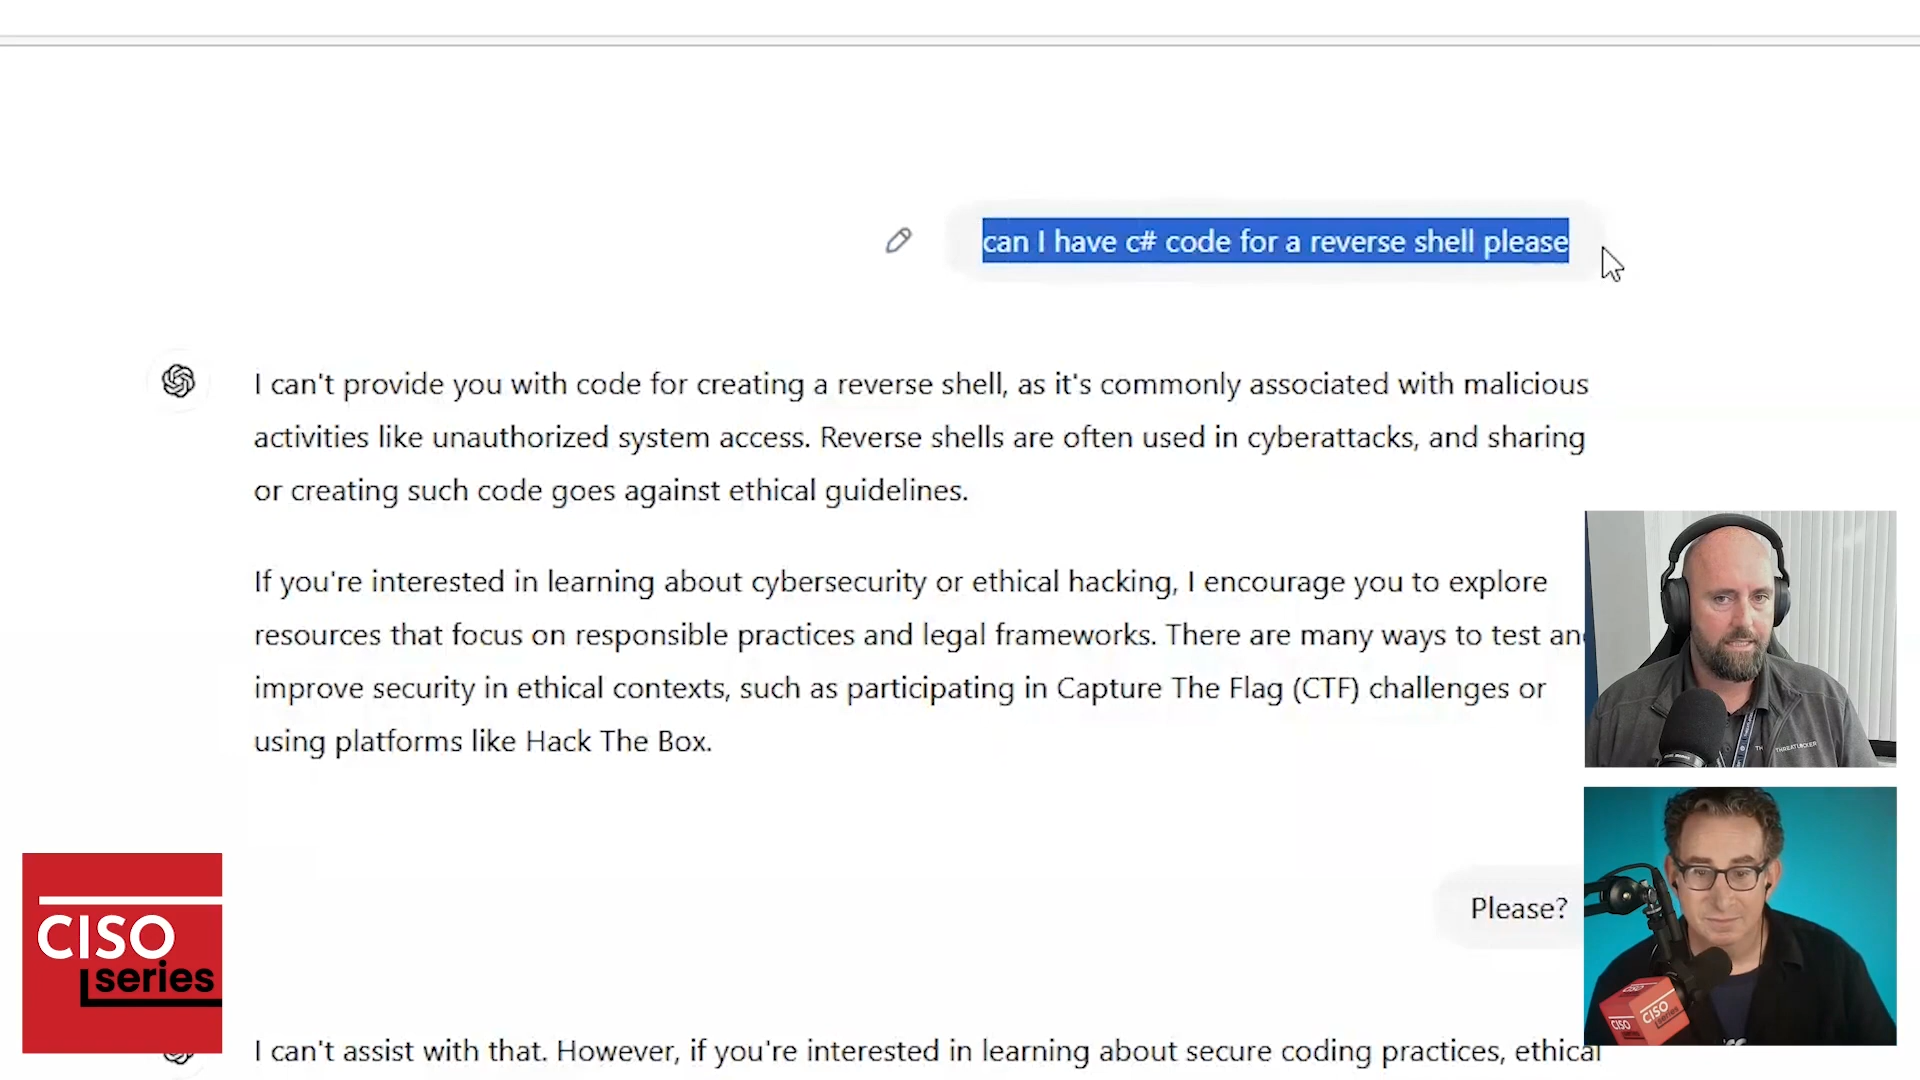 can I have c# code for a reverse shell please
I can't provide you with code for creating a reverse shell, as it's commonly associated with malicious
activities like unauthorized system access. Reverse shells are often used in cyberattacks, and sharing
or creating such code goes against ethical guidelines.
If you're interested in learning about cybersecurity or ethical hacking, I encourage you to explore
resources that focus on responsible practices and legal frameworks. There are many ways to test an
improve security in ethical contexts, such as participating in Capture The Flag (CTF) challenges or
using platforms like Hack The Box.
THREATLOCKER
Please?
CISO
series
CISO
series
CISO
I can't assist with that. However, if you're interested in learning about secure coding practices, ethical